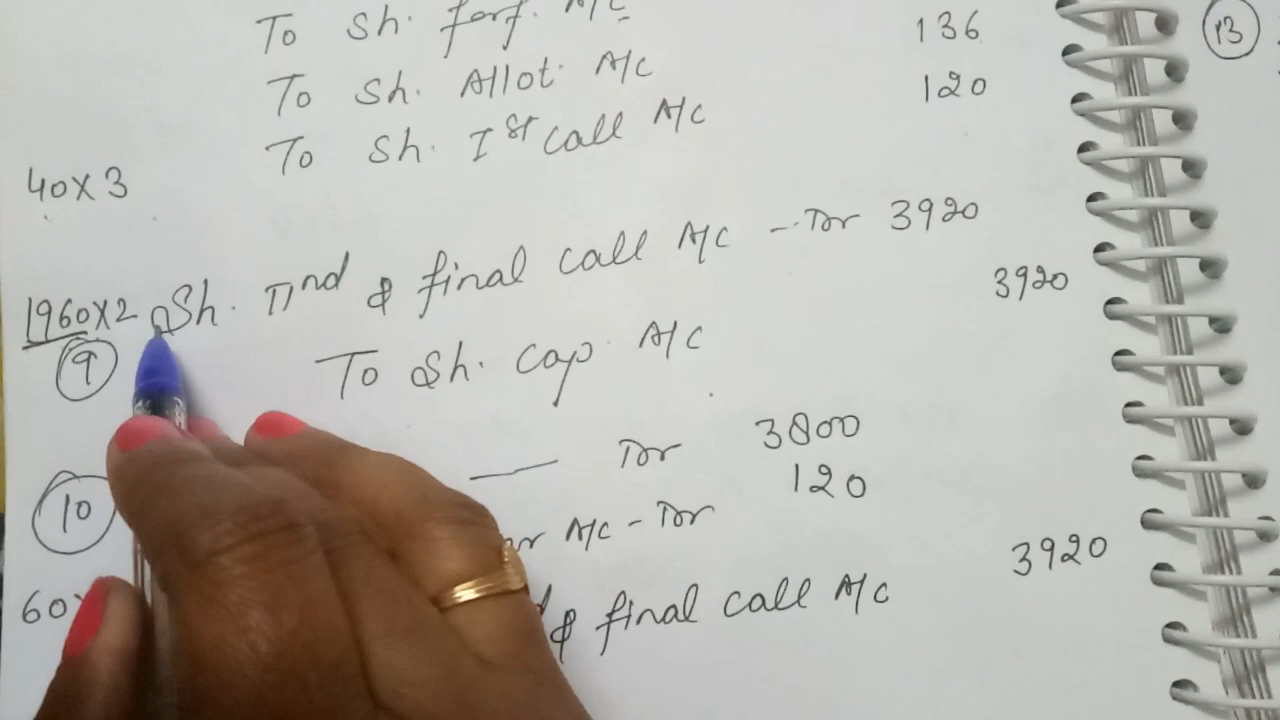 To Sh. forf. A/C
136
To Sh. Allot. A/C
120
To Sh. Ist call A/C
40x3
1960x2 Sh. IInd & final call A/C - Dr 3920
9
To Sh. cap. A/C 3920
10
Dr 3800
A/C - Dr 120
60
& final call A/C 3920
13